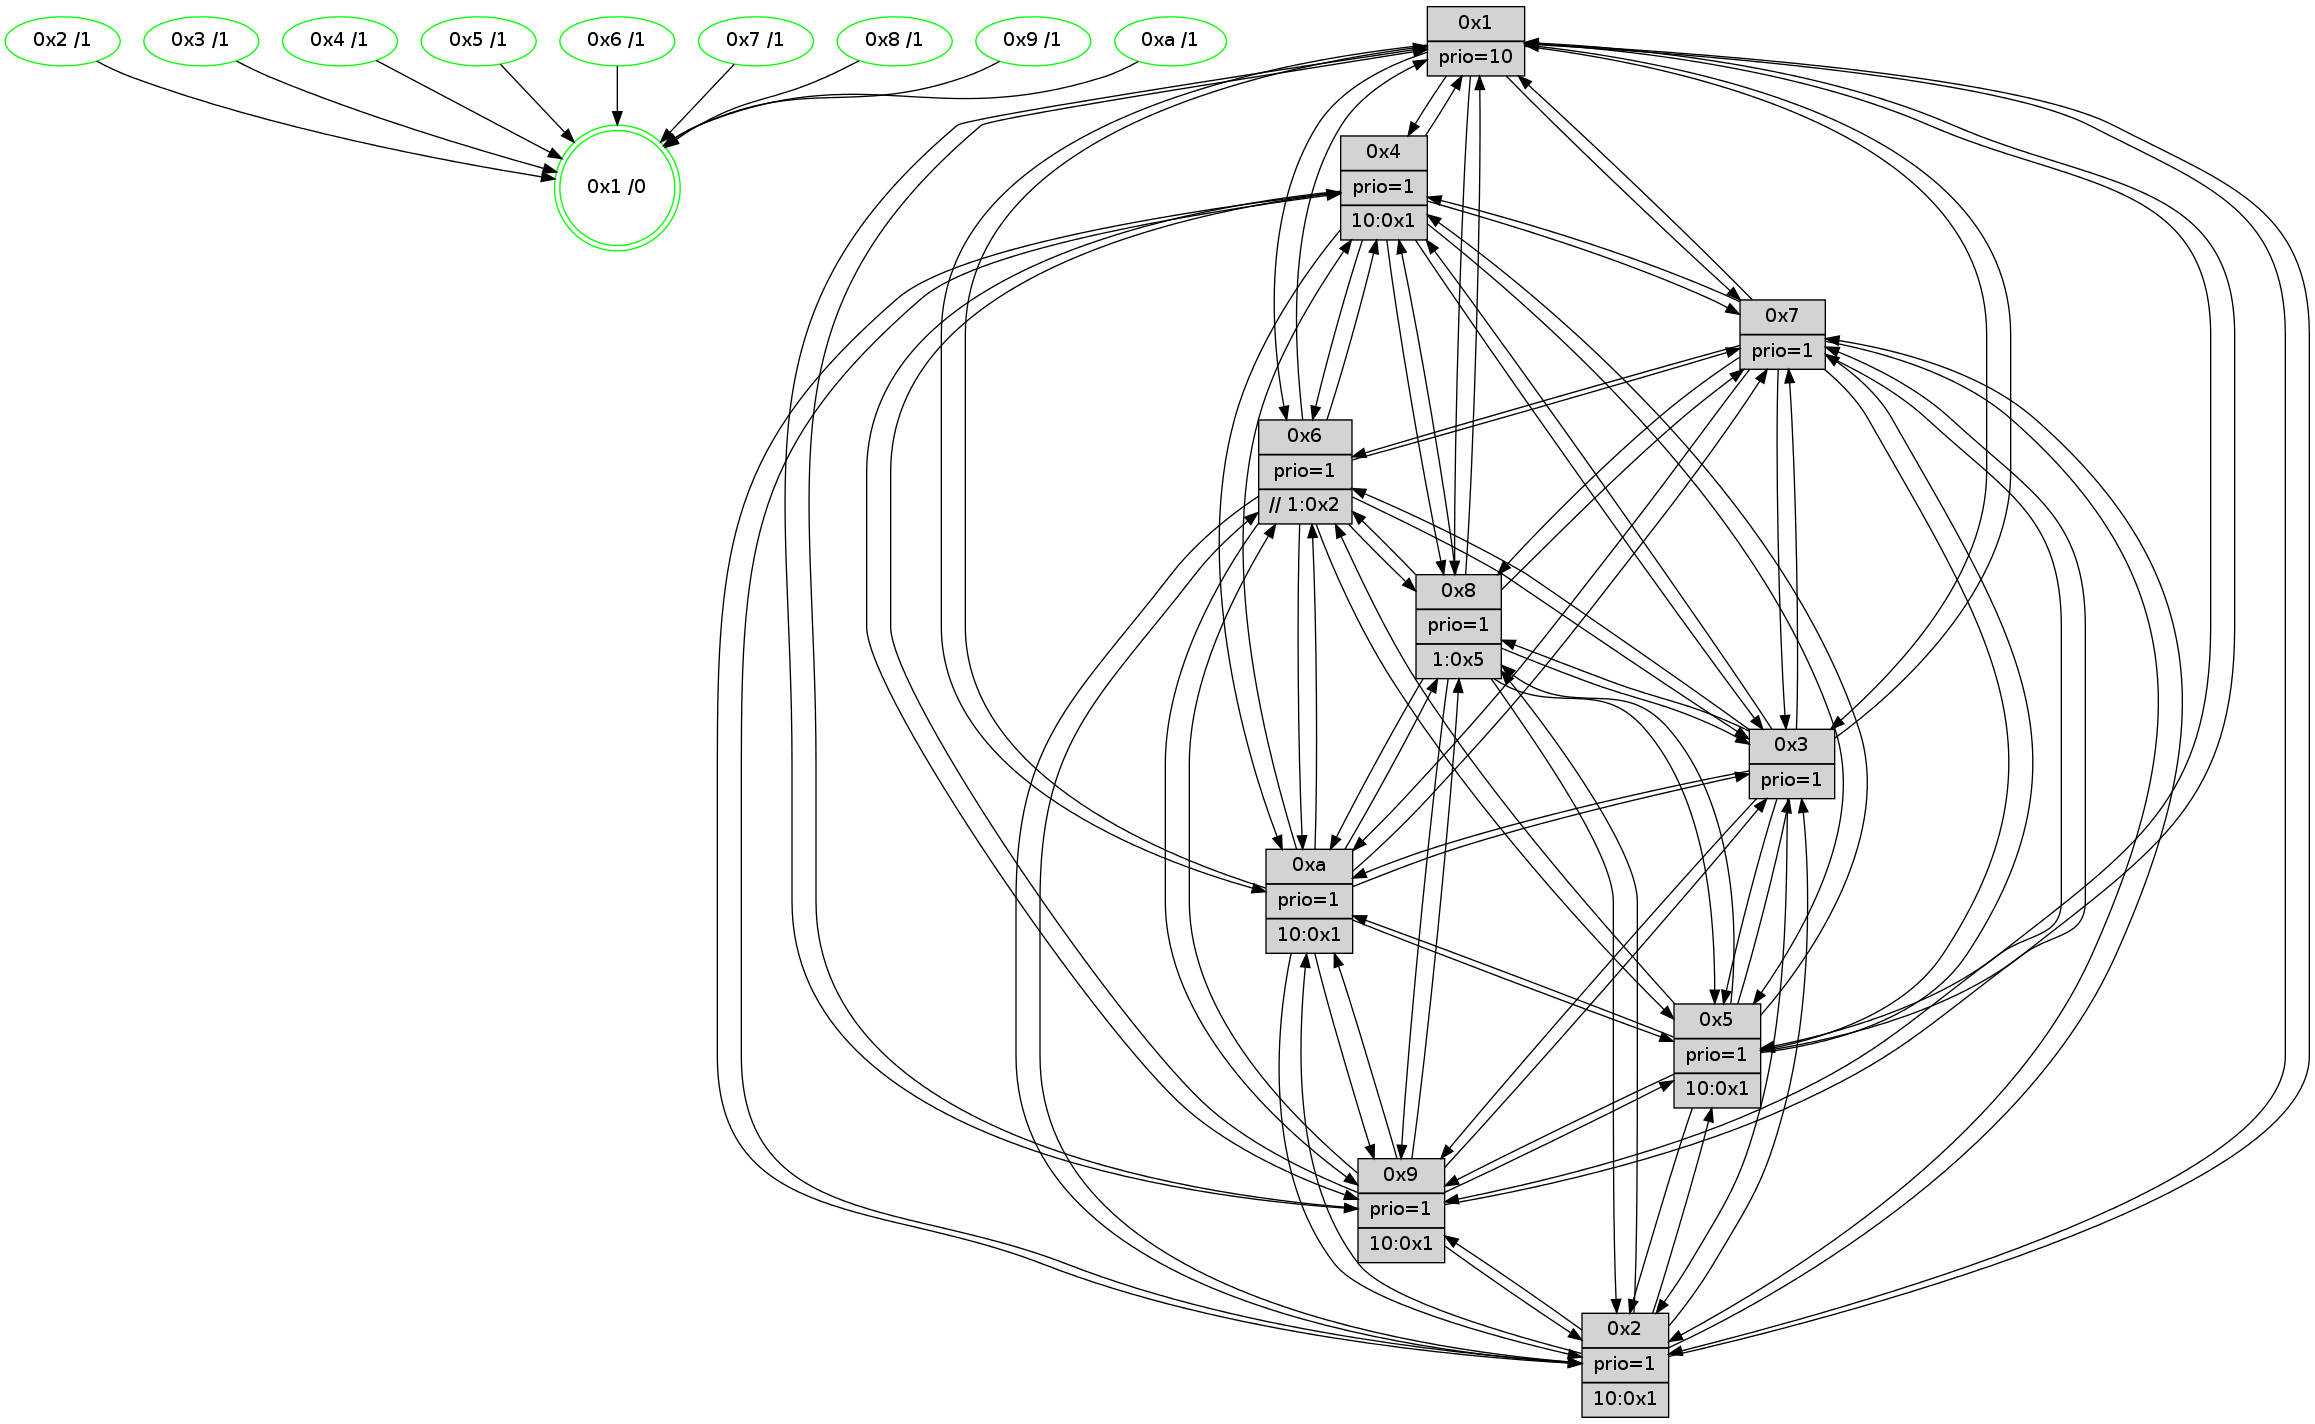 0x2 /1
0x3 /1
0x4 /1
0x5 /1
0x6 /1
0x7 /1
0x8 /1
0x9 /1
0xa /1
0x1 /0
0x1
prio=10
0x4
prio=1
10:0x1
0x7
prio=1
0x6
prio=1
// 1:0x2
0x8
prio=1
1:0x5
0x3
prio=1
0xa
prio=1
10:0x1
0x5
prio=1
10:0x1
0x9
prio=1
10:0x1
0x2
prio=1
10:0x1